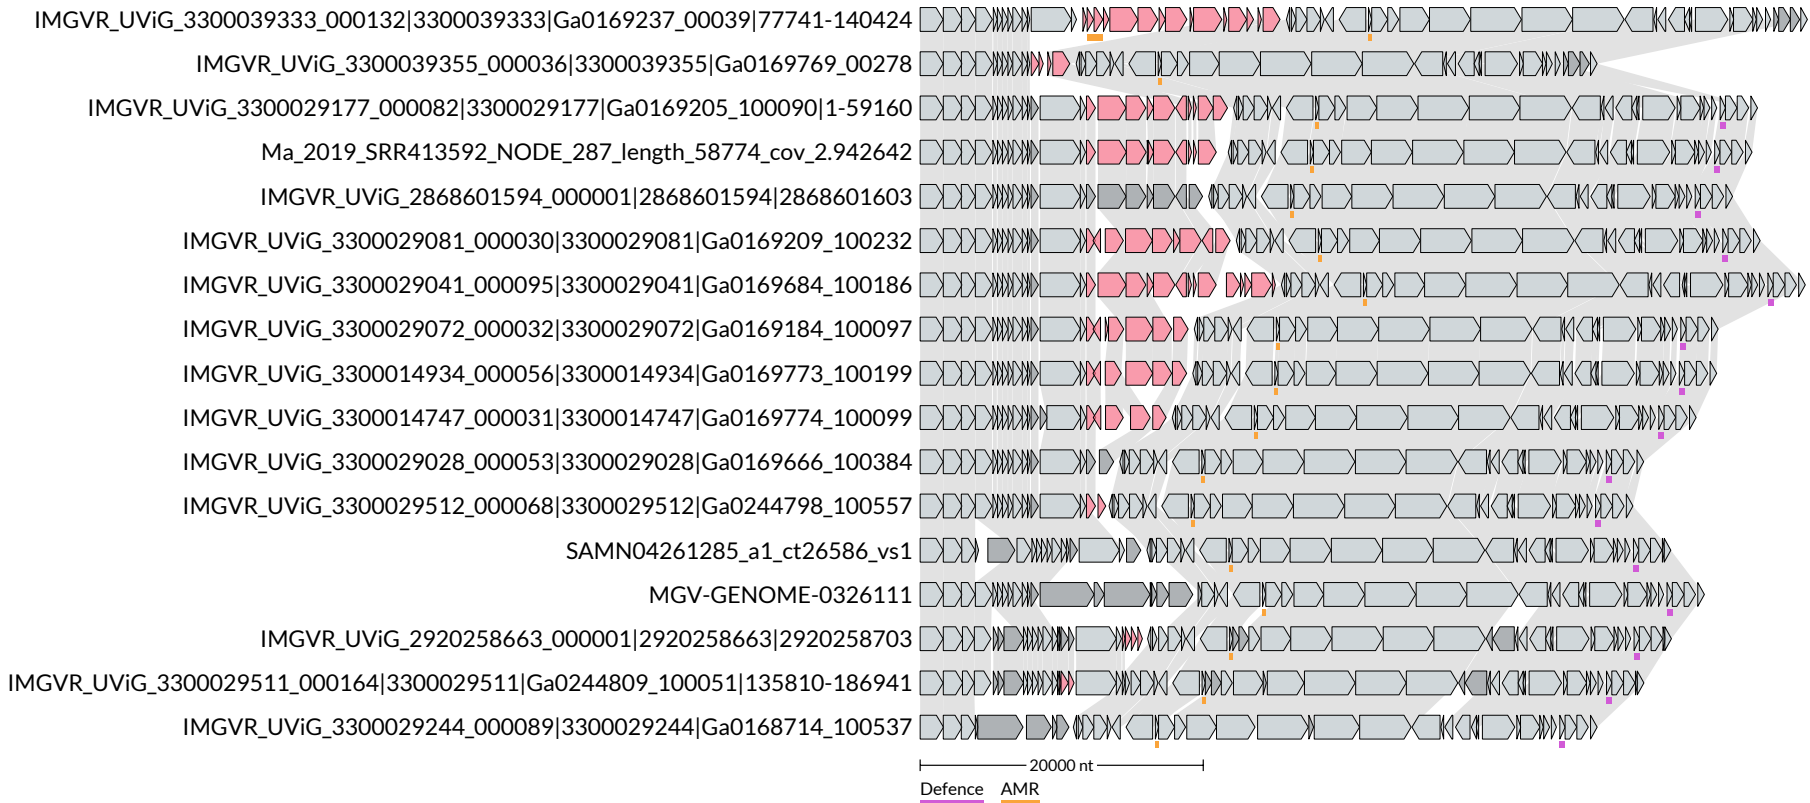 IMGVR_UViG_3300039333_000132|3300039333|Ga0169237_00039|77741-140424
IMGVR_UViG_3300039355_000036|3300039355|Ga0169769_00278
IMGVR_UViG_3300029177_000082|3300029177|Ga0169205_100090|1-59160
Ma_2019_SRR413592_NODE_287_length_58774_cov_2.942642
IMGVR_UViG_2868601594_000001|2868601594|2868601603
IMGVR_UViG_3300029081_000030|3300029081|Ga0169209_100232
IMGVR_UViG_3300029041_000095|3300029041|Ga0169684_100186
IMGVR_UViG_3300029072_000032|3300029072|Ga0169184_100097
IMGVR_UViG_3300014934_000056|3300014934|Ga0169773_100199
IMGVR_UViG_3300014747_000031|3300014747|Ga0169774_100099
IMGVR_UViG_3300029028_000053|3300029028|Ga0169666_100384
IMGVR_UViG_3300029512_000068|3300029512|Ga0244798_100557
SAMN04261285_a1_ct26586_vs1
MGV-GENOME-0326111
IMGVR_UViG_2920258663_000001|2920258663|2920258703
IMGVR_UViG_3300029511_000164|3300029511|Ga0244809_100051|135810-186941
IMGVR_UViG_3300029244_000089|3300029244|Ga0168714_100537
20000 nt
Defence AMR